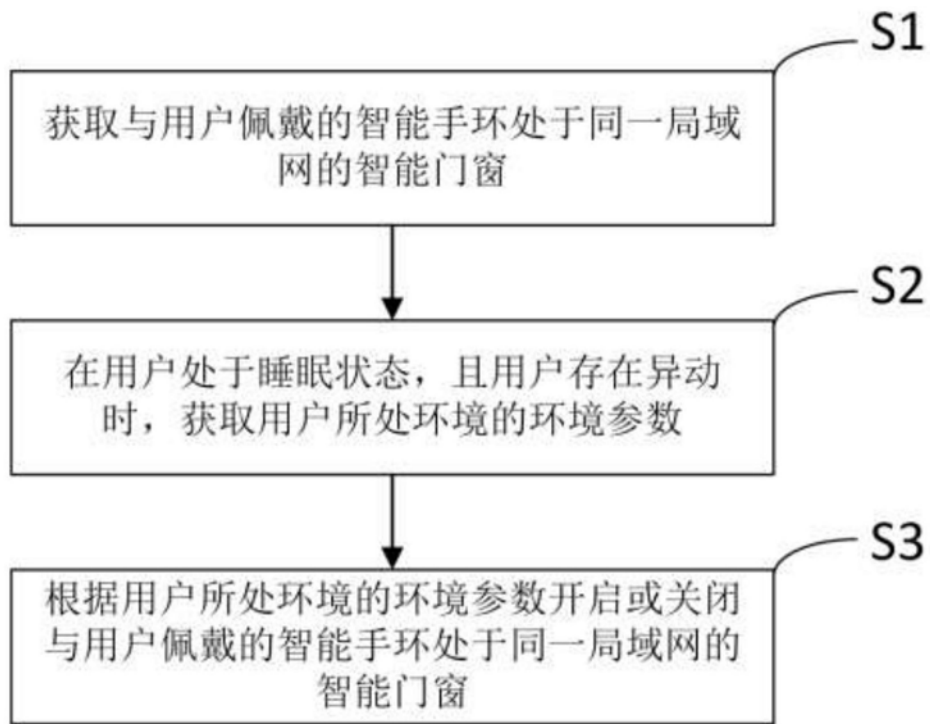 S1
获取与用户佩戴的智能手环处于同一局域
网的智能门窗
S2
在用户处于睡眠状态，且用户存在异动
时，获取用户所处环境的环境参数
S3
根据用户所处环境的环境参数开启或关闭
与用户佩戴的智能手环处于同一局域网的
智能门窗